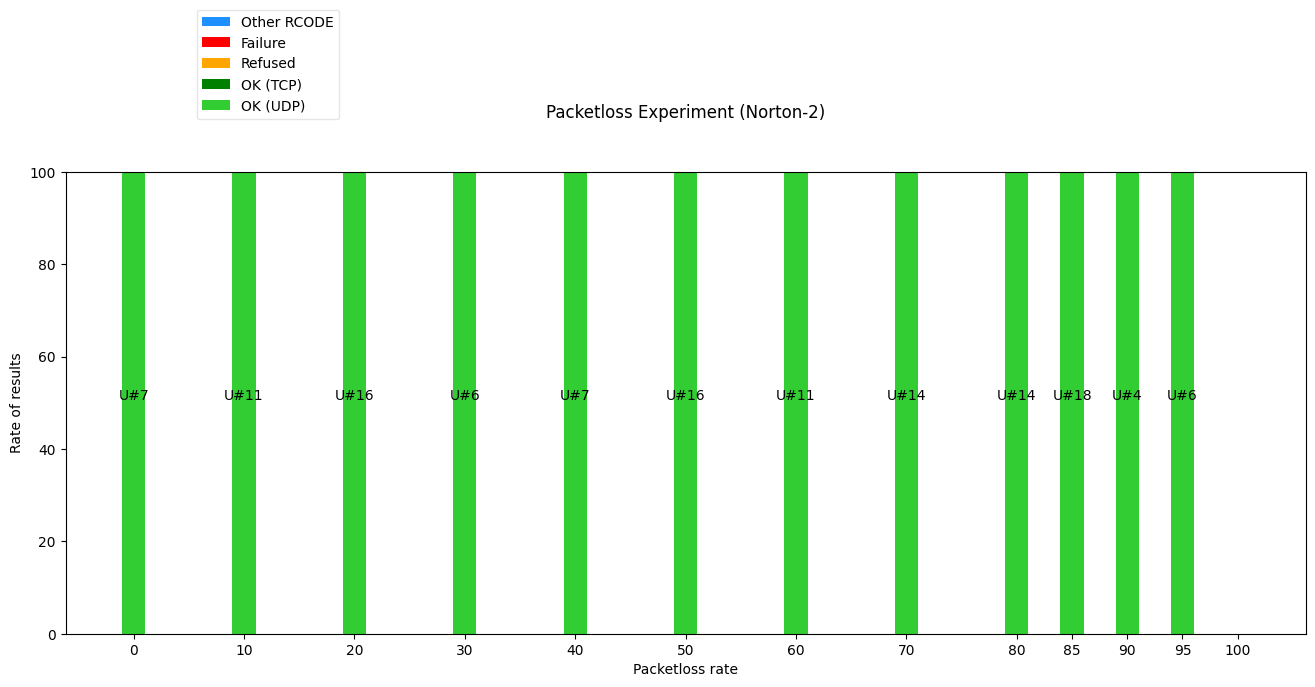 Other RCODE
Failure
Refused
OK (TCP)
OK (UDP)
Packetloss Experiment (Norton-2)
100
80
60
U#7 U#11 U#16 U#6 U#7 U#16 U#11 U#14 U#14 U#18 U#4 U#6
Rate of results
40
20
0
0 10 20 30 40 50 60 70 80 85 90 95 100
Packetloss rate